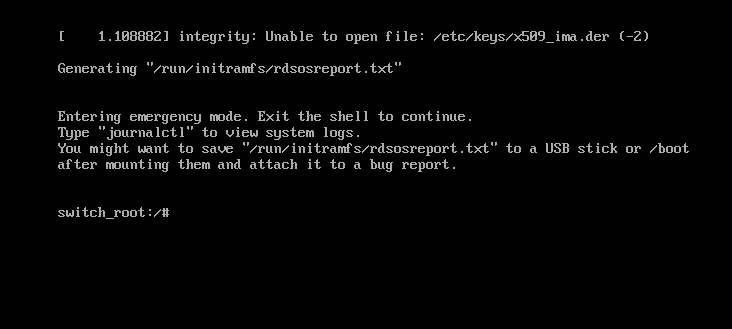 [    1.108882] integrity: Unable to open file: /etc/keys/x509_ima.der (-2)
Generating "/run/initramfs/rdsosreport.txt"
Entering emergency mode. Exit the shell to continue.
Type "journalctl" to view system logs.
You might want to save "/run/initramfs/rdsosreport.txt" to a USB stick or /boot
after mounting them and attach it to a bug report.
switch_root:/#